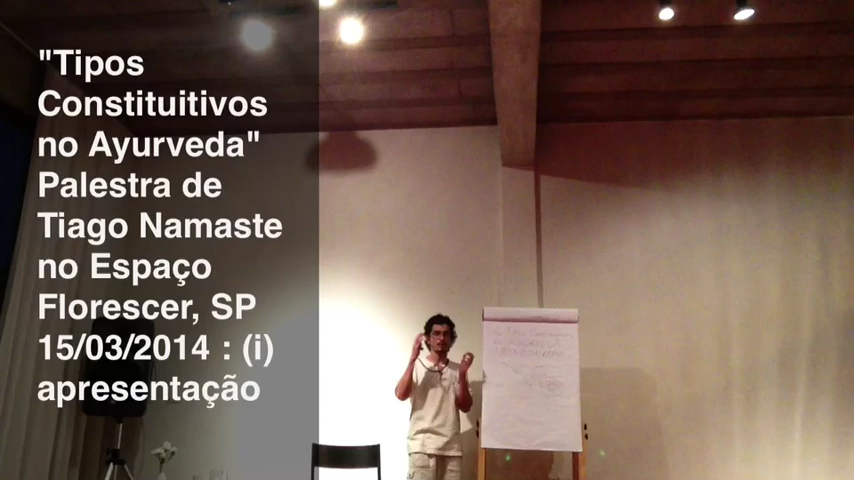 "Tipos
Constituitivos
no Ayurveda"
Palestra de
Tiago Namaste
no Espaço
Florescer, SP
15/03/2014 : (i)
apresentação